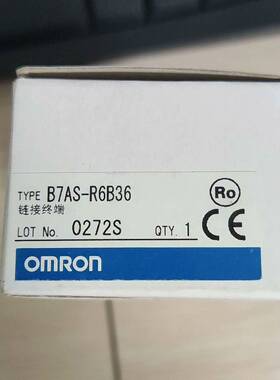 TYPE B7AS-R6B36
链接终端
Ro
LOT No. 0272S QTY. 1 CE
OMRON